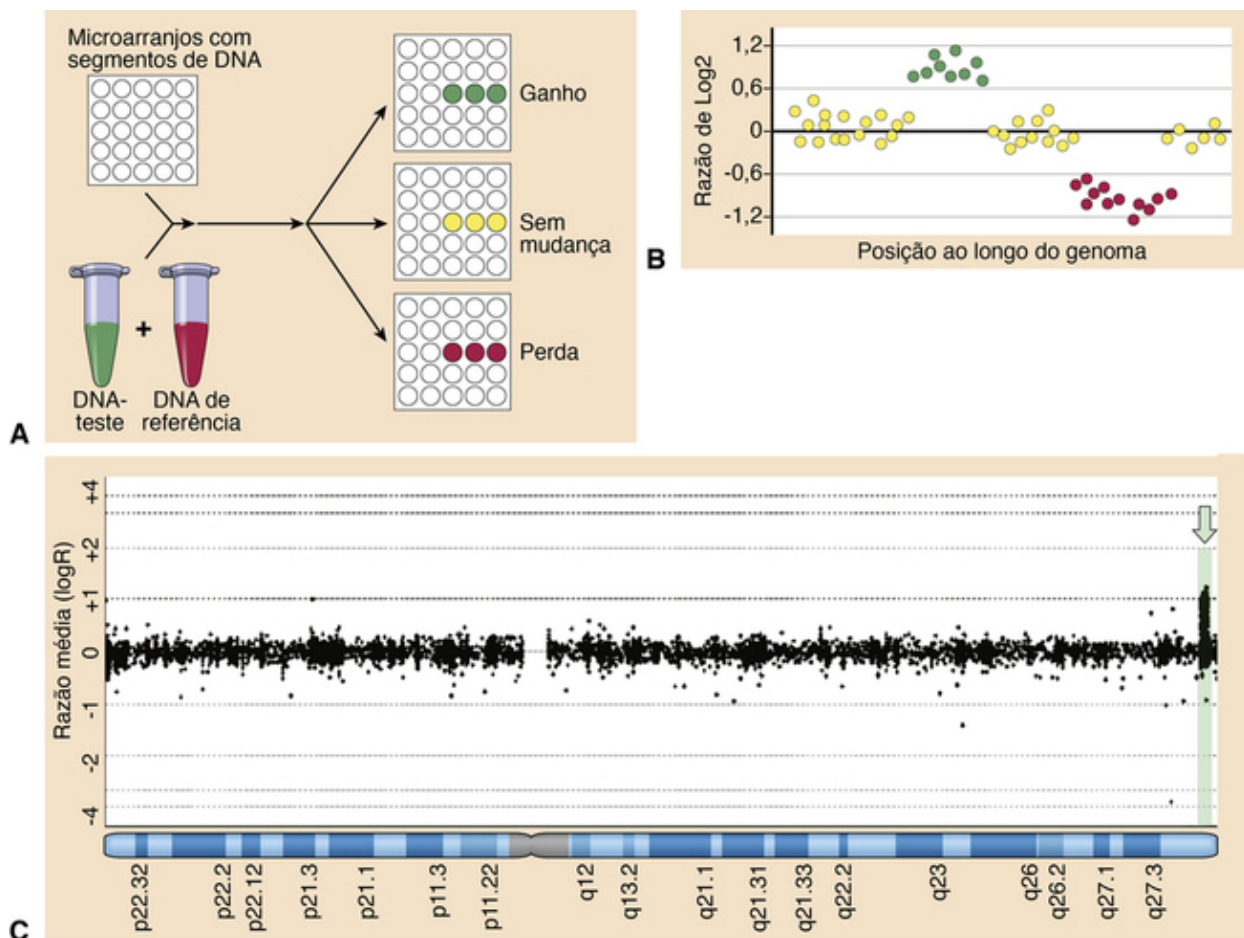 Microarranjos com
segmentos de DNA
Ganho
Sem
mudança
Perda
+
DNA-
teste
DNA de
referência
A
Razão de Log2
1,2
0,6
0
-0,6
-1,2
Posição ao longo do genoma
B
Razão média (logR)
+4
+2
+1
0
-1
-2
-4
p22.32
p22.2
p22.12
p21.3
p21.1
p11.3
p11.22
q12
q13.2
q21.1
q21.31
q21.33
q22.2
q23
q26
q26.2
q27.1
q27.3
C